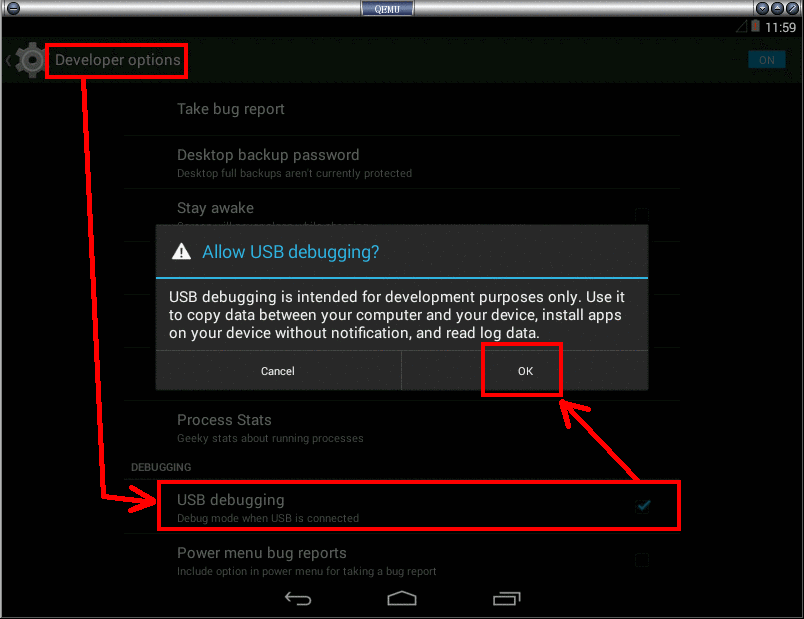 QEMU
11:59
Developer options
ON
Take bug report
Desktop backup password
Desktop full backups aren't currently protected
Stay awake
Allow USB debugging?
USB debugging is intended for development purposes only. Use it
to copy data between your computer and your device, install apps
on your device without notification, and read log data.
Cancel
OK
Process Stats
Geeky stats about running processes
DEBUGGING
USB debugging
Debug mode when USB is connected
Power menu bug reports
Include option in power menu for taking a bug report